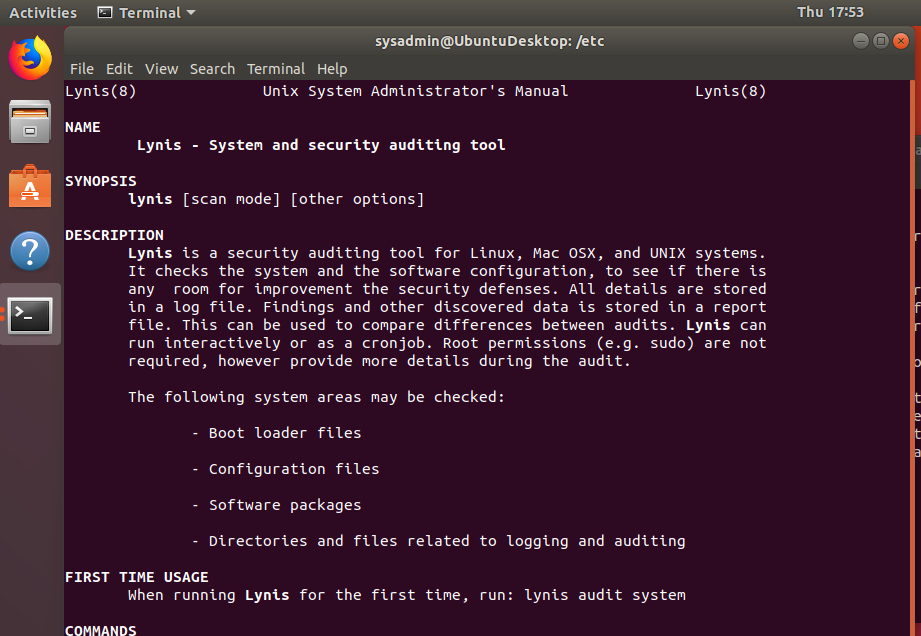 Activities Terminal Thu 17:53
sysadmin@UbuntuDesktop: /etc
File Edit View Search Terminal Help
Lynis(8) Unix System Administrator's Manual Lynis(8)
NAME
Lynis - System and security auditing tool
SYNOPSIS
lynis [scan mode] [other options]
DESCRIPTION
Lynis is a security auditing tool for Linux, Mac OSX, and UNIX systems.
It checks the system and the software configuration, to see if there is
any room for improvement the security defenses. All details are stored
in a log file. Findings and other discovered data is stored in a report
file. This can be used to compare differences between audits. Lynis can
run interactively or as a cronjob. Root permissions (e.g. sudo) are not
required, however provide more details during the audit.
The following system areas may be checked:
- Boot loader files
- Configuration files
- Software packages
- Directories and files related to logging and auditing
FIRST TIME USAGE
When running Lynis for the first time, run: lynis audit system
COMMANDS